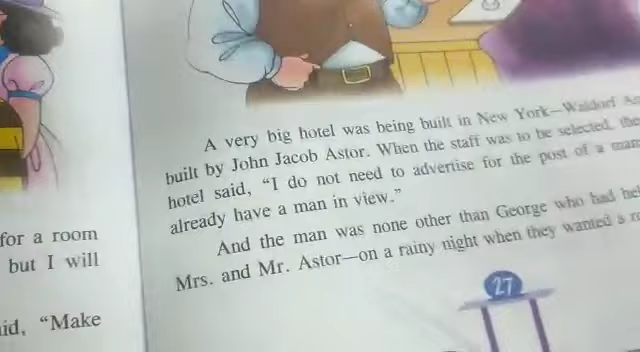 for a room
but I will
"Make
A very big hotel was being built in New York—Waldorf
built by John Jacob Astor. When the staff was to be selected, the
hotel said, "I do not need to advertise for the post of a
already have a man in view."
And the man was none other than George who had
Mrs. and Mr. Astor—on a rainy night when they wanted a
27